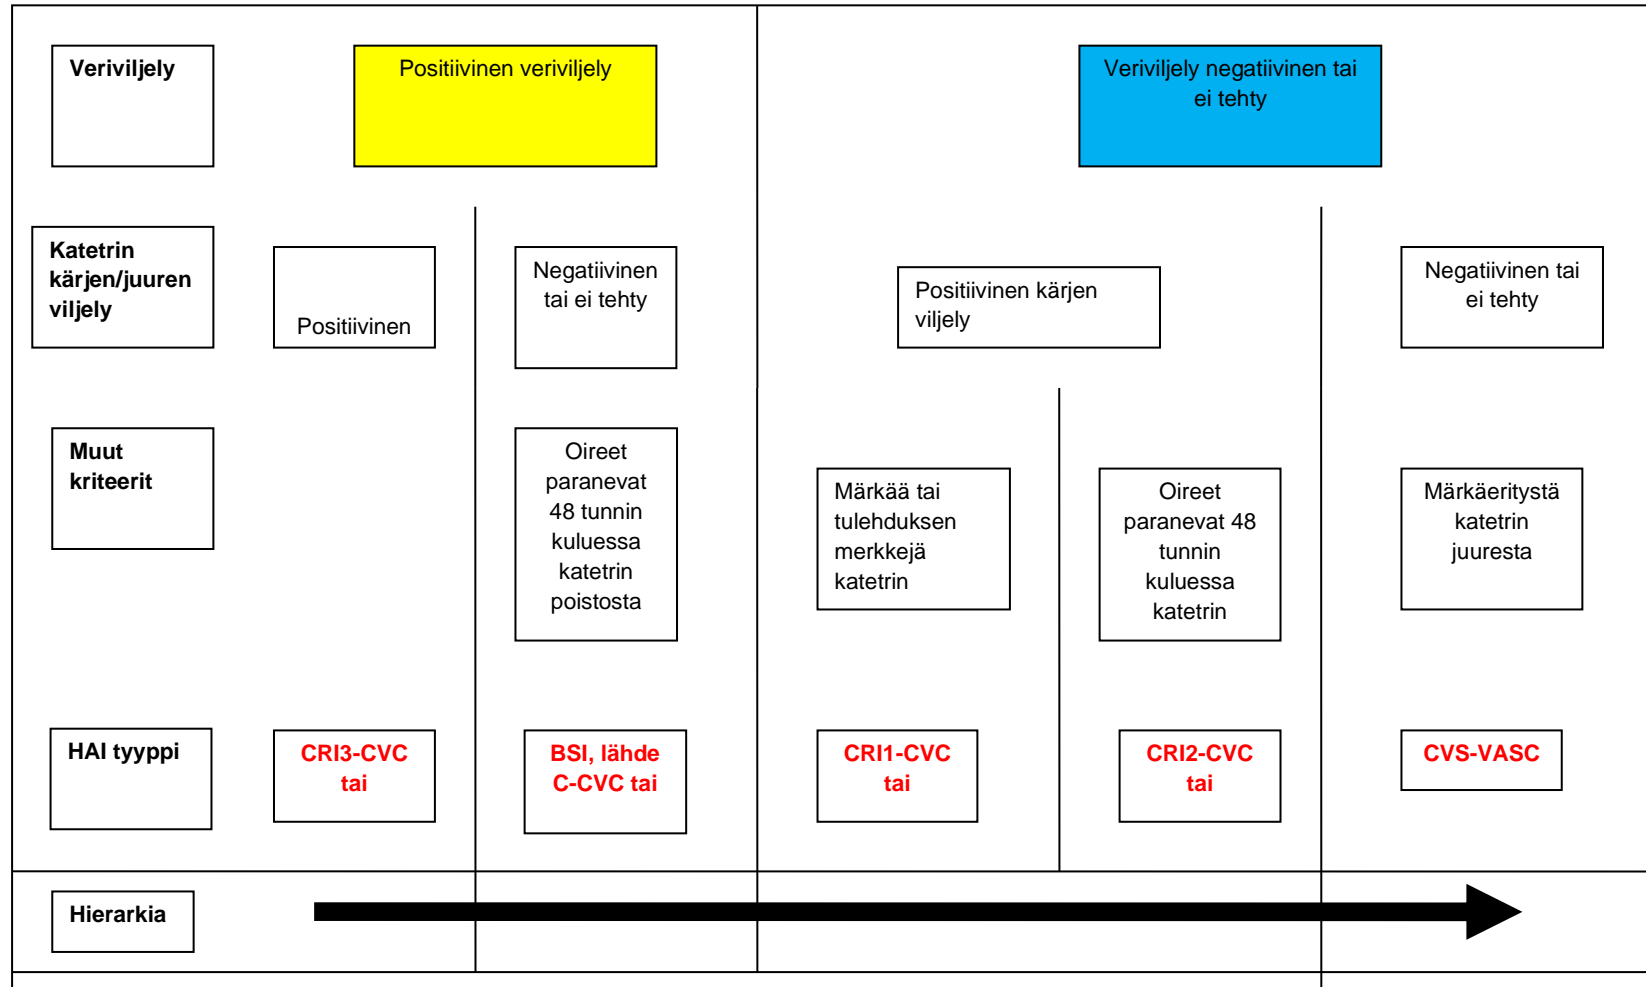 Veriviljely
Positiivinen veriviljely
Veriviljely negatiivinen tai
ei tehty
Katetrin
kärjen/juuren
viljely
Positiivinen
Negatiivinen
tai ei tehty
Positiivinen kärjen
viljely
Negatiivinen tai
ei tehty
Muut
kriteerit
Oireet
paranevat
48 tunnin
kuluessa
katetrin
poistosta
Märkää tai
tulehduksen
merkkejä
katetrin
Oireet
paranevat 48
tunnin
kuluessa
katetrin
Märkäeritystä
katetrin
juuresta
HAI tyyppi
CRI3-CVC
tai
BSI, lähde
C-CVC tai
CRI1-CVC
tai
CRI2-CVC
tai
CVS-VASC
Hierarkia